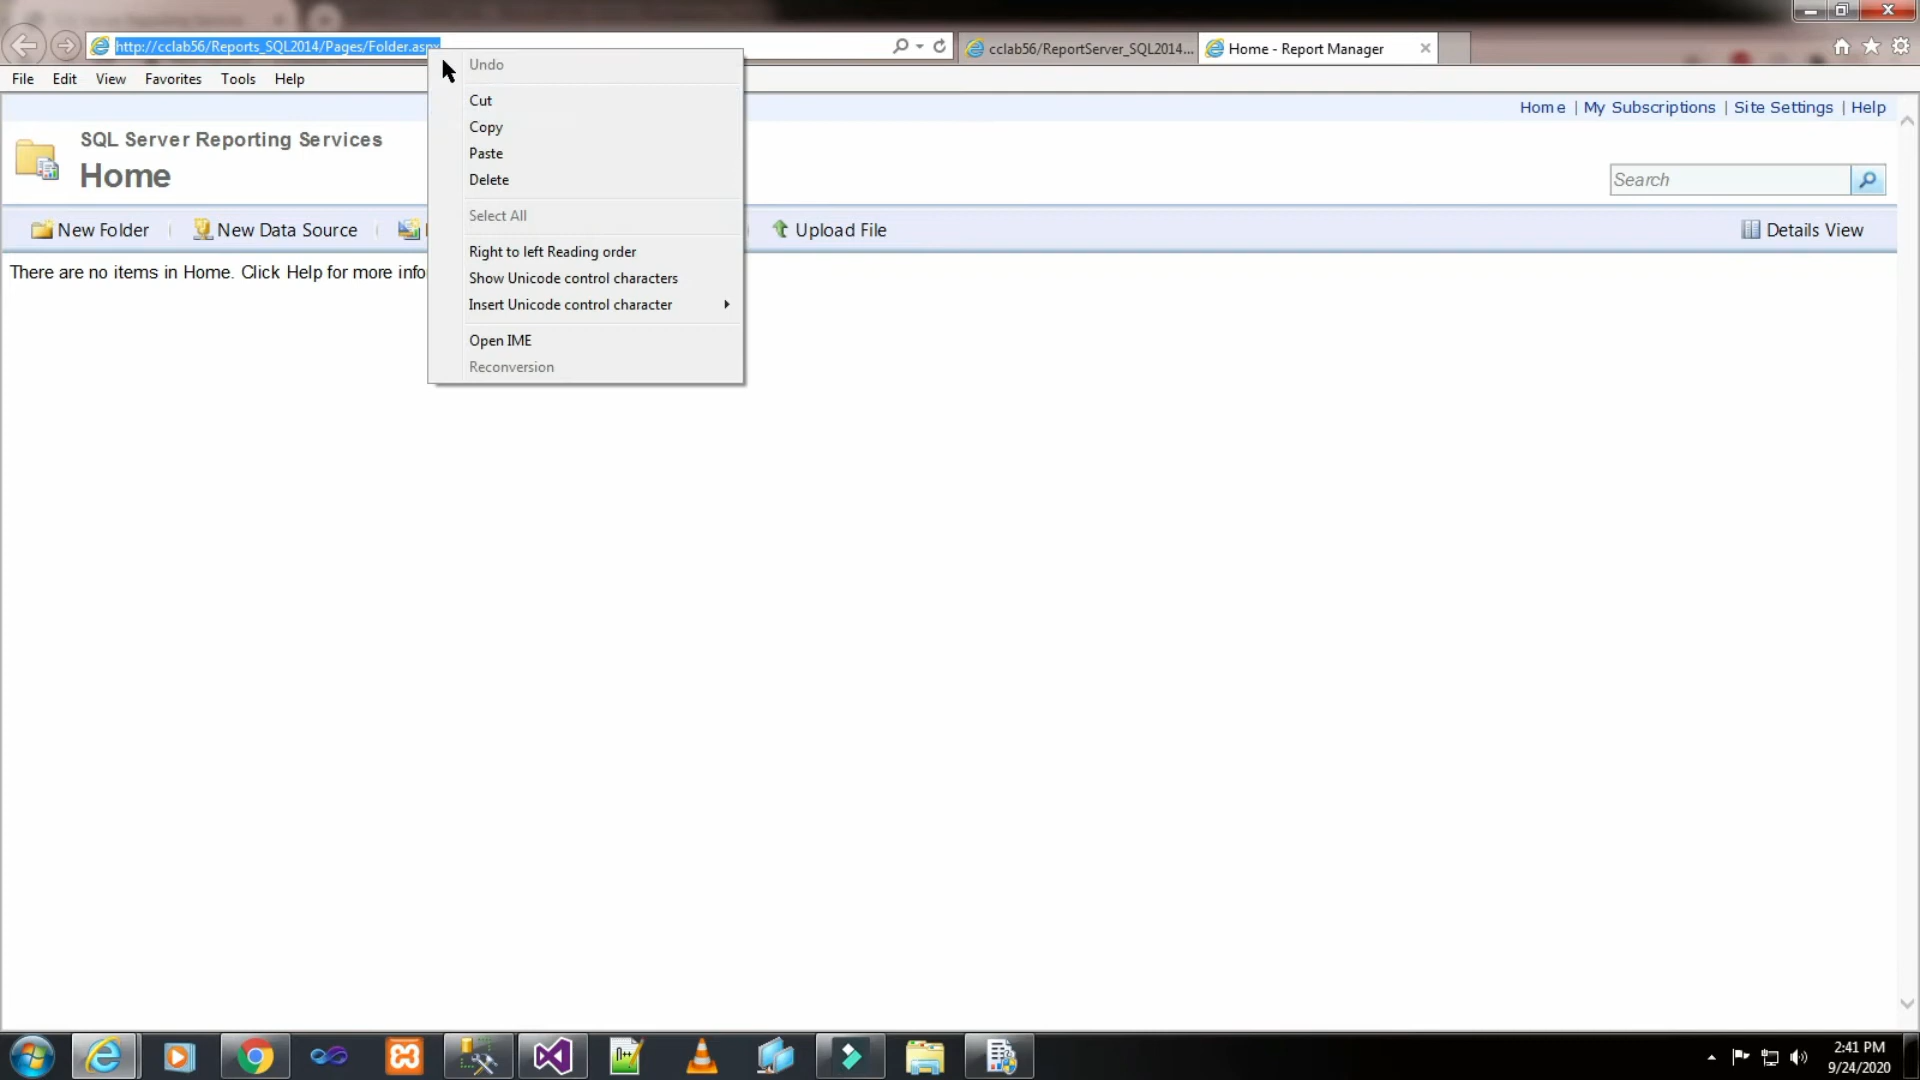 http://cclab56/Reports_SQL2014/Pages/Folder.aspx
cclab56/ReportServer_SQL2014...
Home - Report Manager
File Edit View Favorites Tools Help
Home | My Subscriptions | Site Settings | Help
SQL Server Reporting Services
Home
Search
New Folder
New Data Source
Upload File
Details View
There are no items in Home. Click Help for more info
Undo
Cut
Copy
Paste
Delete
Select All
Right to left Reading order
Show Unicode control characters
Insert Unicode control character
Open IME
Reconversion
2:41 PM
9/24/2020